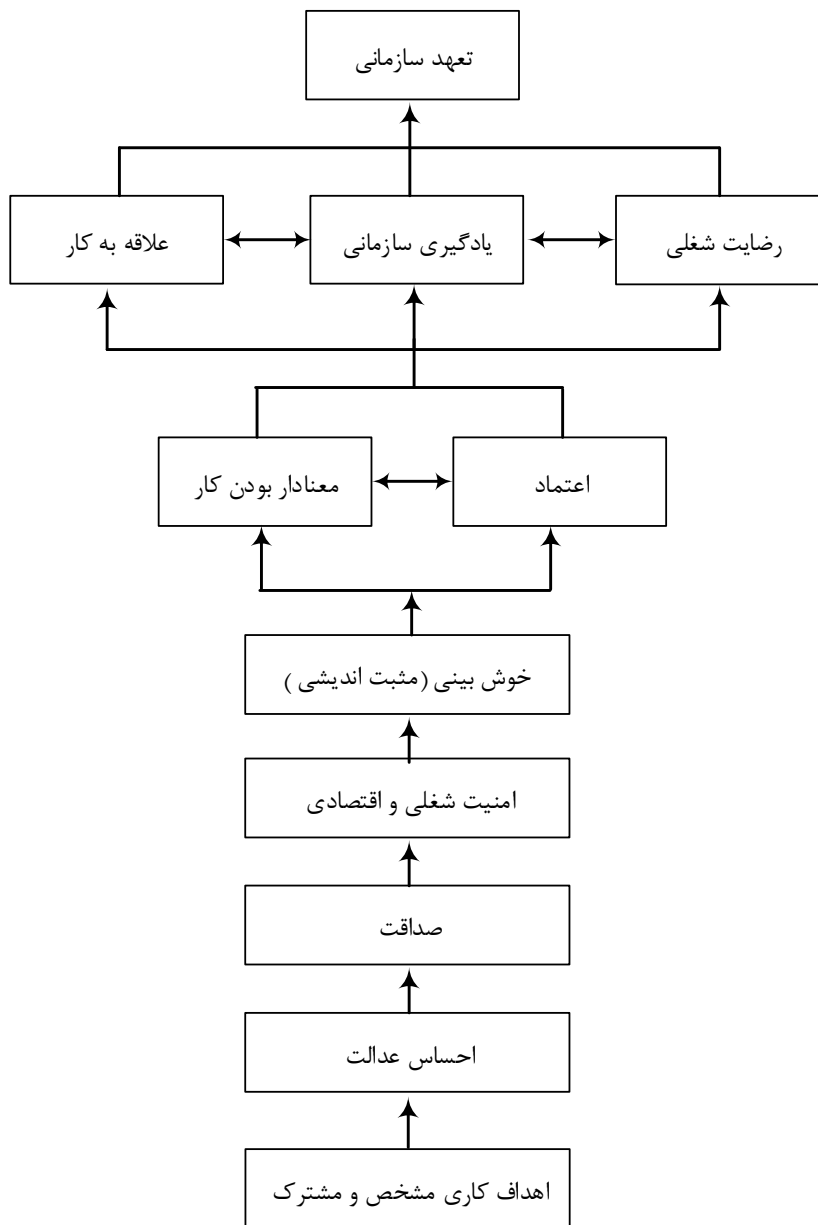 تعهد سازمانی
رضایت شغلی
یادگیری سازمانی
علاقه به کار
اعتماد
معنادار بودن کار
خوش بینی (مثبت اندیشی )
امنیت شغلی و اقتصادی
صداقت
احساس عدالت
اهداف کاری مشخص و مشترک